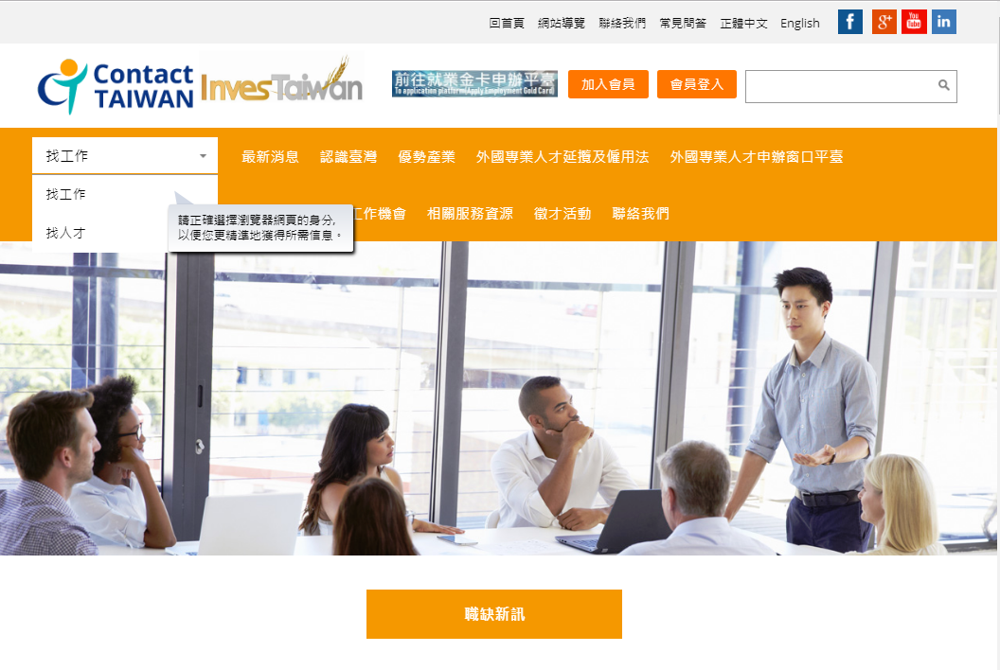 回首頁 網站導覽 聯絡我們 常見問答 正體中文 English
f g+ You Tube in
Contact
TAIWAN
InvesTaiwan
前往就業金卡申辦平臺
To application platform(Apply Employment Gold Card)
加入會員 會員登入
找工作
最新消息 認識臺灣 優勢產業 外國專業人才延攬及僱用法 外國專業人才申辦窗口平臺
找工作
找人才
工作機會 相關服務資源 徵才活動 聯絡我們
請正確選擇瀏覽器網頁的身分,
以便您更精準地獲得所需信息。
職缺新訊